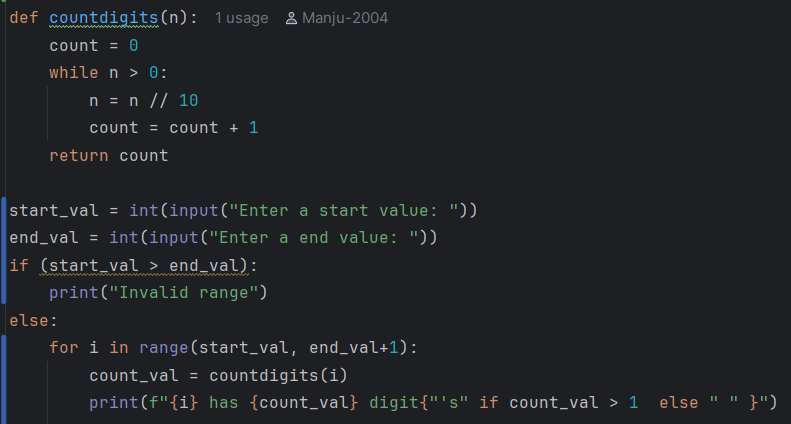 def countdigits(n): 1 usage Manju-2004
    count = 0
    while n > 0:
        n = n // 10
        count = count + 1
    return count

start_val = int(input("Enter a start value: "))
end_val = int(input("Enter a end value: "))
if (start_val > end_val):
    print("Invalid range")
else:
    for i in range(start_val, end_val+1):
        count_val = countdigits(i)
        print(f"{i} has {count_val} digit{"'s" if count_val > 1  else " " }")